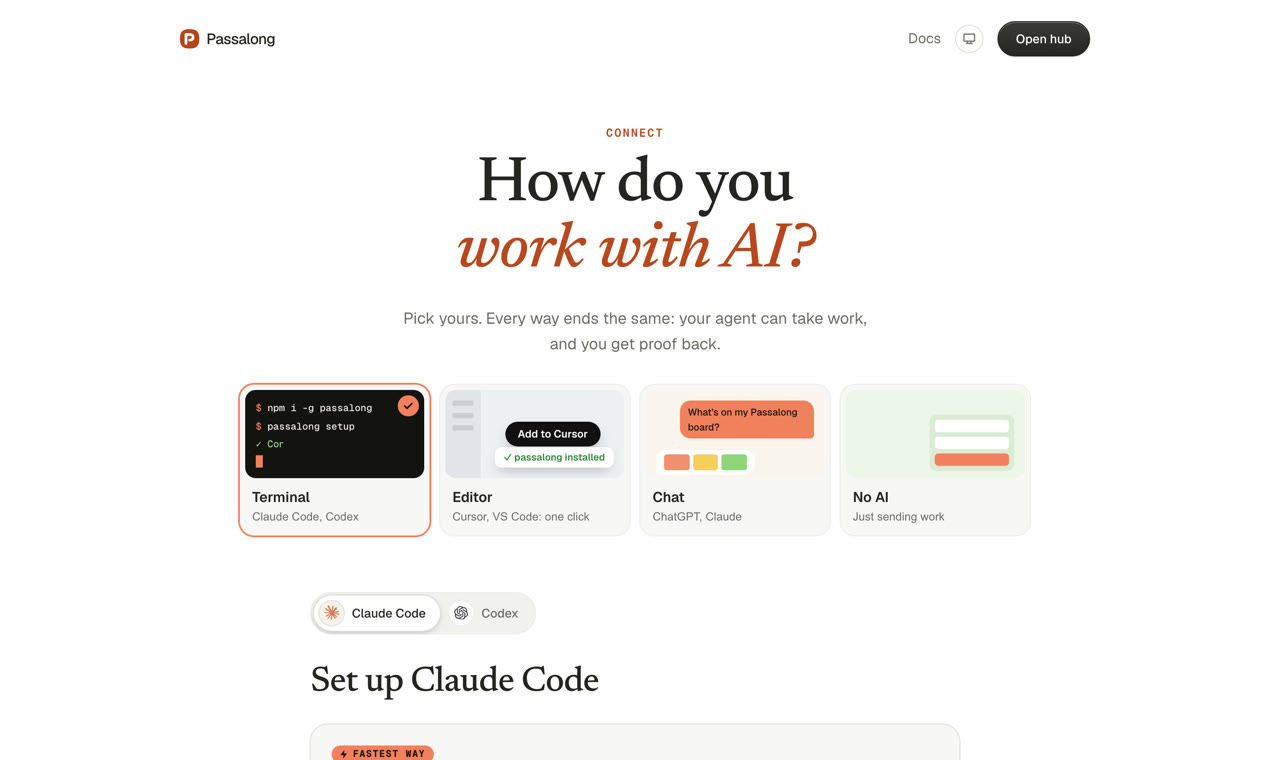 Passalong
Docs
Open hub
CONNECT
How do you
work with AI?
Pick yours. Every way ends the same: your agent can take work,
and you get proof back.
$ npm i -g passalong
$ passalong setup
✓ Cor
Terminal
Claude Code, Codex
Add to Cursor
✓ passalong installed
Editor
Cursor, VS Code: one click
What's on my Passalong
board?
Chat
ChatGPT, Claude
No AI
Just sending work
Claude Code
Codex
Set up Claude Code
FASTEST WAY